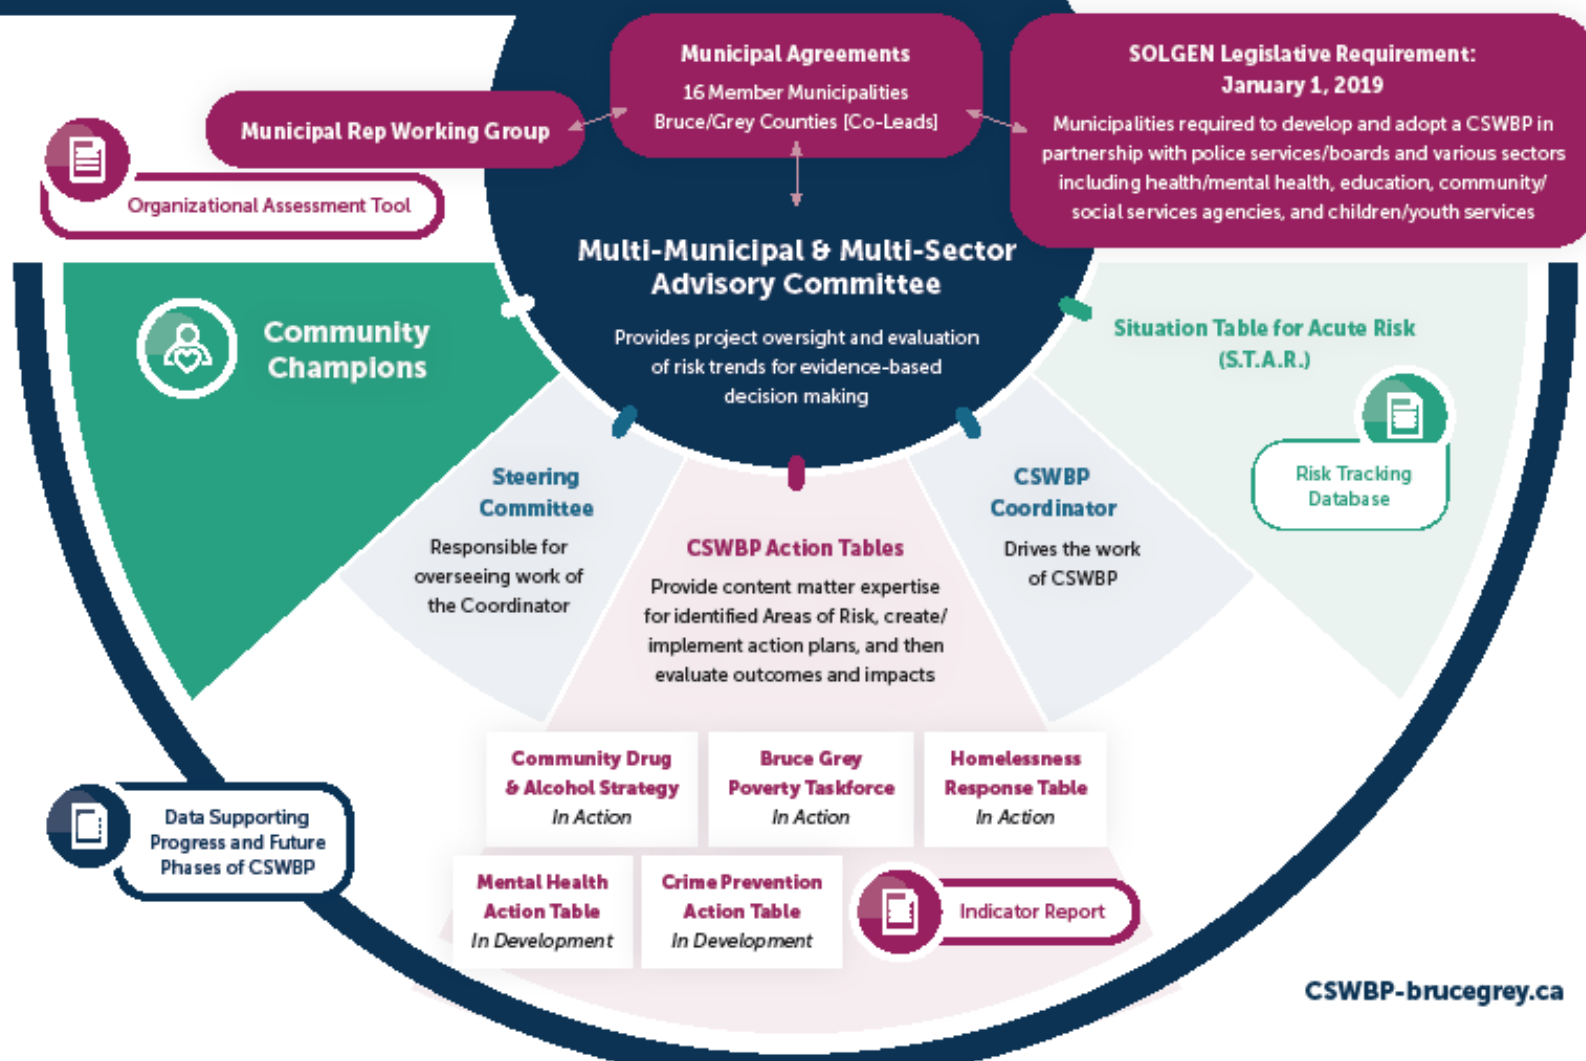 Municipal Agreements
16 Member Municipalities
Bruce/Grey Counties [Co-Leads]
SOLGEN Legislative Requirement:
January 1, 2019
Municipalities required to develop and adopt a CSWBP in
partnership with police services/boards and various sectors
including health/mental health, education, community/
social services agencies, and children/youth services
Municipal Rep Working Group
Organizational Assessment Tool
Multi-Municipal & Multi-Sector
Advisory Committee
Provides project oversight and evaluation
of risk trends for evidence-based
decision making
Community
Champions
Situation Table for Acute Risk
(S.T.A.R.)
Risk Tracking
Database
Steering
Committee
Responsible for
overseeing work of
the Coordinator
CSWBP Action Tables
Provide content matter expertise
for identified Areas of Risk, create/
implement action plans, and then
evaluate outcomes and impacts
CSWBP
Coordinator
Drives the work
of CSWBP
Community Drug
& Alcohol Strategy
In Action
Bruce Grey
Poverty Taskforce
In Action
Homelessness
Response Table
In Action
Mental Health
Action Table
In Development
Crime Prevention
Action Table
In Development
Indicator Report
Data Supporting
Progress and Future
Phases of CSWBP
CSWBP-brucegrey.ca